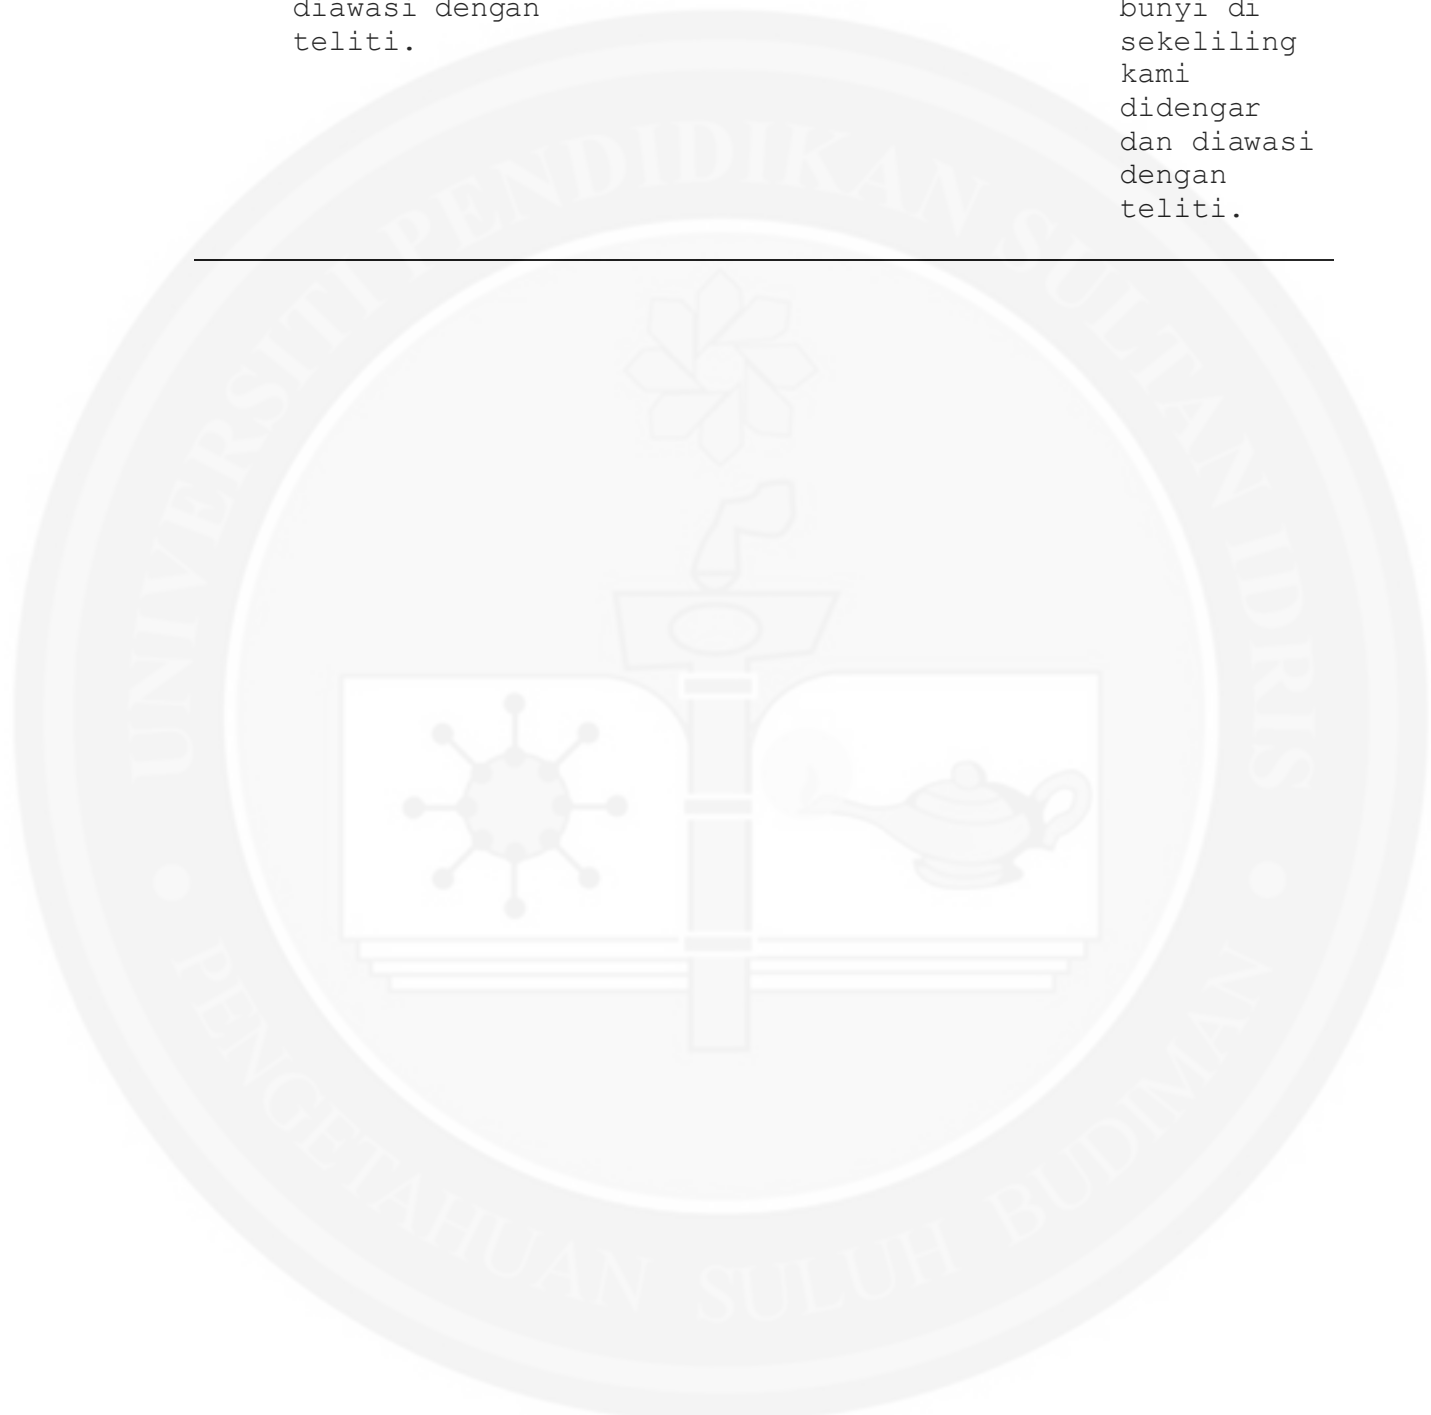 diawasi dengan
teliti.
bunyi di
sekeliling
kami
didengar
dan diawasi
dengan
teliti.
UNIVERSITI PENDIDIKAN SULTAN IDRIS
PENGETAHUAN SULUH BUDIMAN